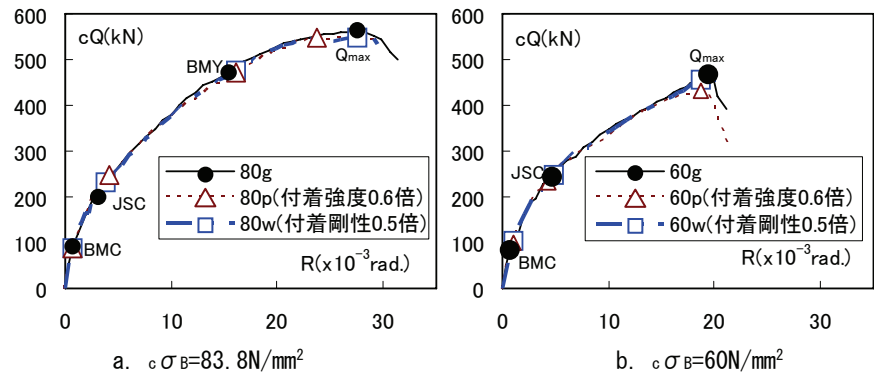 600
500
400
300
200
100
0
cQ(kN)
BMY
Qmax
JSC
BMC
80g
80p(付着強度0.6倍)
80w(付着剛性0.5倍)
R(x10⁻³rad.)
0 10 20 30
a. cσB=83.8N/mm²
600
500
400
300
200
100
0
cQ(kN)
Qmax
JSC
BMC
60g
60p(付着強度0.6倍)
60w(付着剛性0.5倍)
R(x10⁻³rad.)
0 10 20 30
b. cσB=60N/mm²